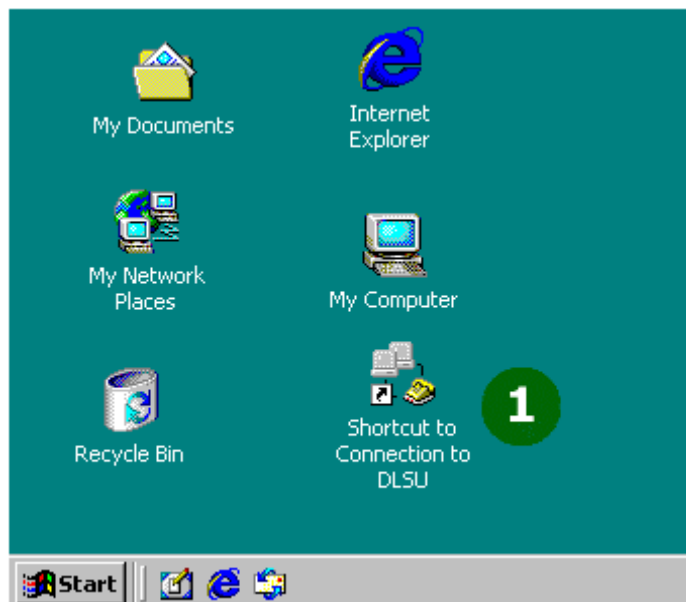 My Documents
Internet
Explorer
My Network
Places
My Computer
Recycle Bin
Shortcut to
Connection to
DLSU
1
Start